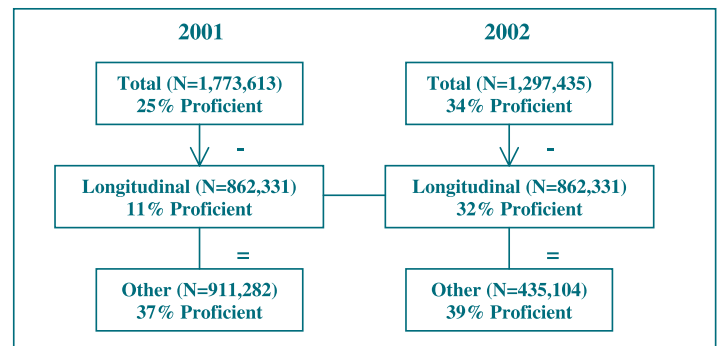 2001
2002
Total (N=1,773,613)
25% Proficient
Total (N=1,297,435)
34% Proficient
-
-
Longitudinal (N=862,331)
11% Proficient
Longitudinal (N=862,331)
32% Proficient
=
=
Other (N=911,282)
37% Proficient
Other (N=435,104)
39% Proficient